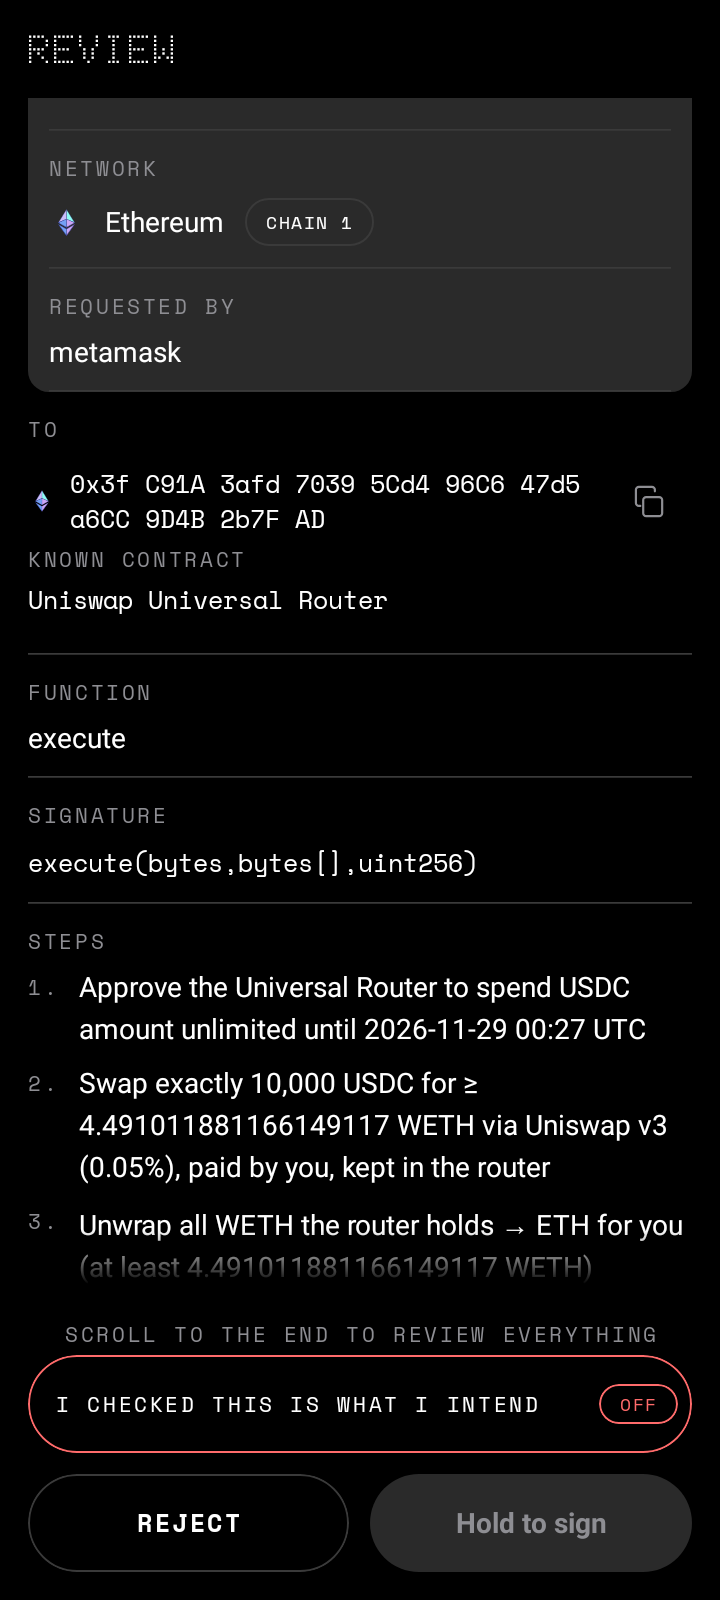 REVIEW
NETWORK
Ethereum CHAIN 1
REQUESTED BY
metamask
TO
0x3f C91A 3afd 7039 5Cd4 96C6 47d5
a6CC 9D4B 2b7F AD
KNOWN CONTRACT
Uniswap Universal Router
FUNCTION
execute
SIGNATURE
execute(bytes,bytes[],uint256)
STEPS
1. Approve the Universal Router to spend USDC
amount unlimited until 2026-11-29 00:27 UTC
2. Swap exactly 10,000 USDC for ≥
4.491011881166149117 WETH via Uniswap v3
(0.05%), paid by you, kept in the router
3. Unwrap all WETH the router holds → ETH for you
(at least 4.491011881166149117 WETH)
SCROLL TO THE END TO REVIEW EVERYTHING
I CHECKED THIS IS WHAT I INTEND OFF
REJECT Hold to sign